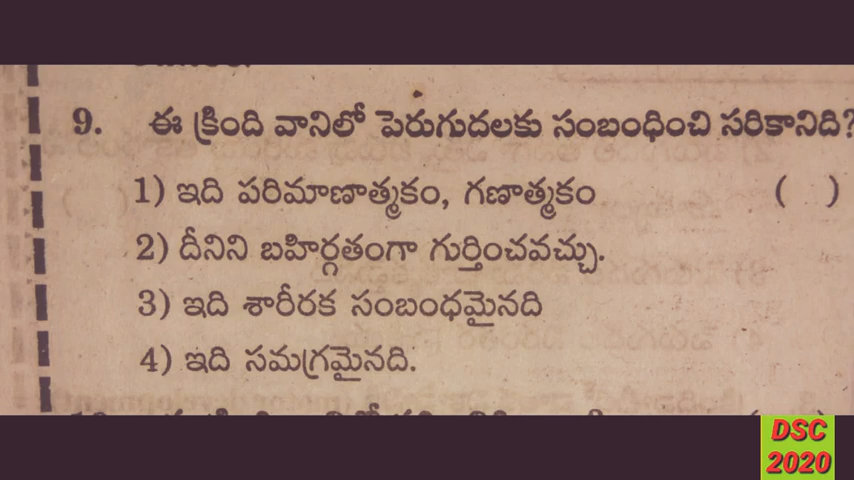 9. ఈ క్రింది వానిలో పెరుగుదలకు సంబంధించి సరికానిది?
1) ఇది పరిమాణాత్మకం, గణాత్మకం ( )
2) దీనిని బహిర్గతంగా గుర్తించవచ్చు.
3) ఇది శారీరక సంబంధమైనది
4) ఇది సమగ్రమైనది.
DSC
2020